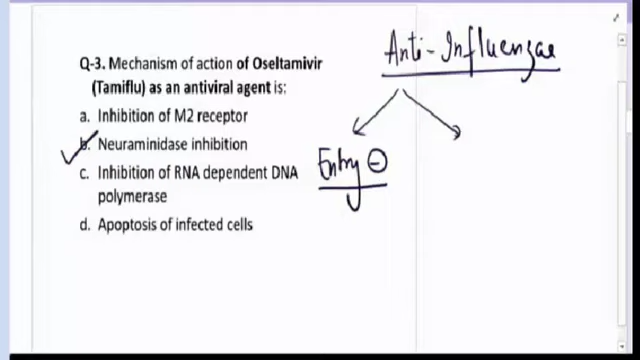 Q-3. Mechanism of action of Oseltamivir
(Tamiflu) as an antiviral agent is:
a. Inhibition of M2 receptor
b. Neuraminidase inhibition
c. Inhibition of RNA dependent DNA
polymerase
d. Apoptosis of infected cells
Anti-Influenzae
Entry ⊖